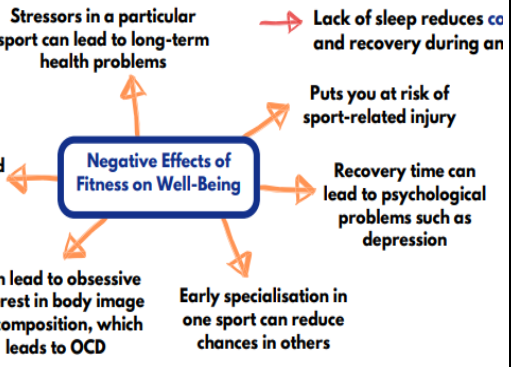 Stressors in a particular
sport can lead to long-term
health problems
Lack of sleep reduces
and recovery during
Puts you at risk of
sport-related injury
Negative Effects of
Fitness on Well-Being
Recovery time can
lead to psychological
problems such as
depression
lead to obsessive
in body image
which
leads to OCD
Early specialisation in
one sport can reduce
chances in others